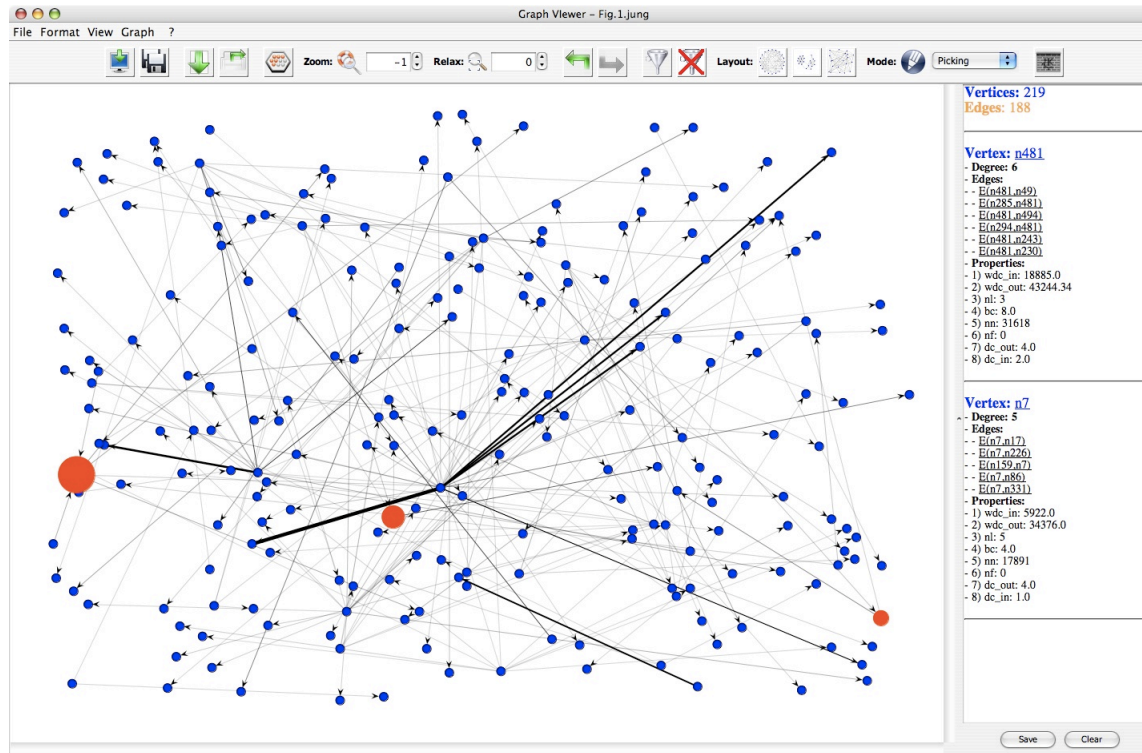 Graph Viewer - Fig.1.jung
File Format View Graph ?
Zoom: -1 Relax: 0 Layout: Mode: Picking
Vertices: 219
Edges: 188
Vertex: n481
- Degree: 6
- Edges:
- - E(n481,n49)
- - E(n285,n481)
- - E(n481,n494)
- - E(n294,n481)
- - E(n481,n243)
- - E(n481,n230)
- Properties:
- 1) wdc_in: 18885.0
- 2) wdc_out: 43244.34
- 3) nl: 3
- 4) bc: 8.0
- 5) nn: 31618
- 6) nf: 0
- 7) dc_out: 4.0
- 8) dc_in: 2.0
Vertex: n7
- Degree: 5
- Edges:
- - E(n7,n17)
- - E(n7,n226)
- - E(n159,n7)
- - E(n7,n86)
- - E(n7,n331)
- Properties:
- 1) wdc_in: 5922.0
- 2) wdc_out: 34376.0
- 3) nl: 5
- 4) bc: 4.0
- 5) nn: 17891
- 6) nf: 0
- 7) dc_out: 4.0
- 8) dc_in: 1.0
Save Clear